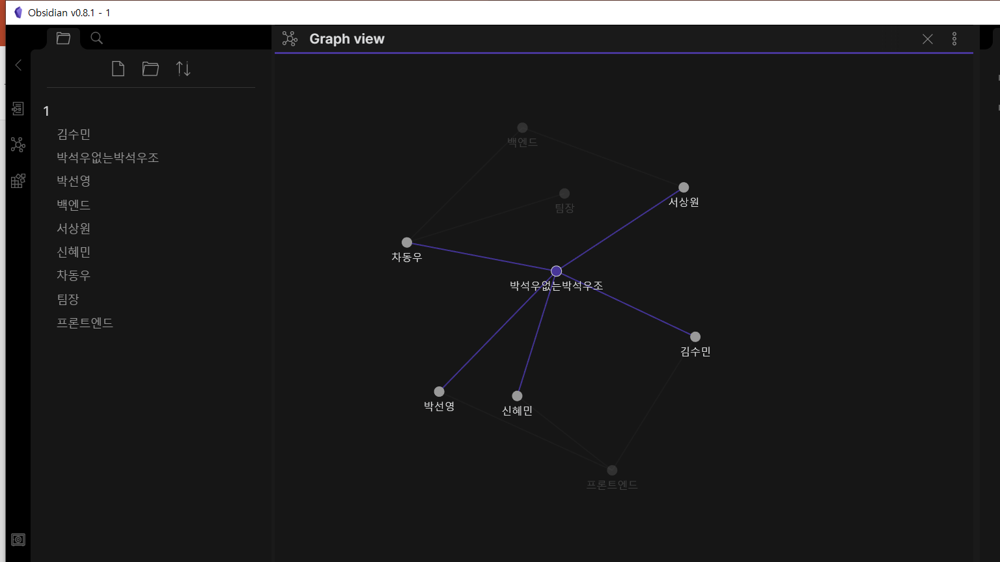 Obsidian v0.8.1 - 1
Graph view
1
김수민
박석우없는박석우조
박선영
백엔드
서상원
신혜민
차동우
팀장
프론트엔드
백엔드
서상원
팀장
차동우
박석우없는박석우조
김수민
박선영
신혜민
프론트엔드